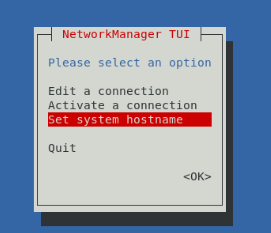 NetworkManager TUI
Please select an option
Edit a connection
Activate a connection
Set system hostname
Quit
<OK>